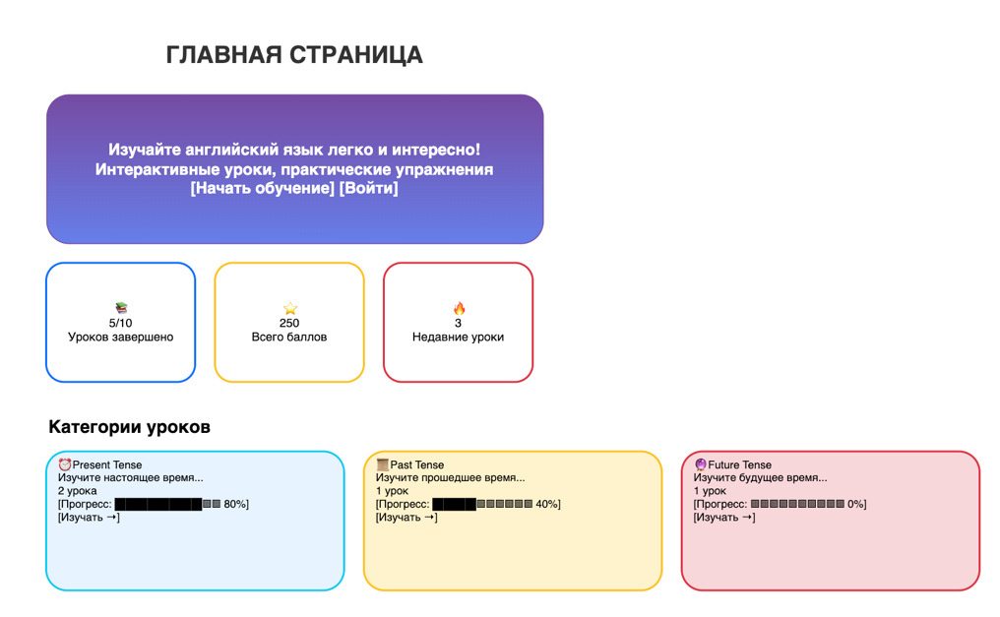 ГЛАВНАЯ СТРАНИЦА
Изучайте английский язык легко и интересно!
Интерактивные уроки, практические упражнения
[Начать обучение] [Войти]
5/10
Уроков завершено
250
Всего баллов
3
Недавние уроки
Категории уроков
Present Tense
Изучите настоящее время...
2 урока
[Прогресс: ████████▒▒ 80%]
[Изучать →]
Past Tense
Изучите прошедшее время...
1 урок
[Прогресс: ████▒▒▒▒▒▒ 40%]
[Изучать →]
Future Tense
Изучите будущее время...
1 урок
[Прогресс: ▒▒▒▒▒▒▒▒▒▒ 0%]
[Изучать →]